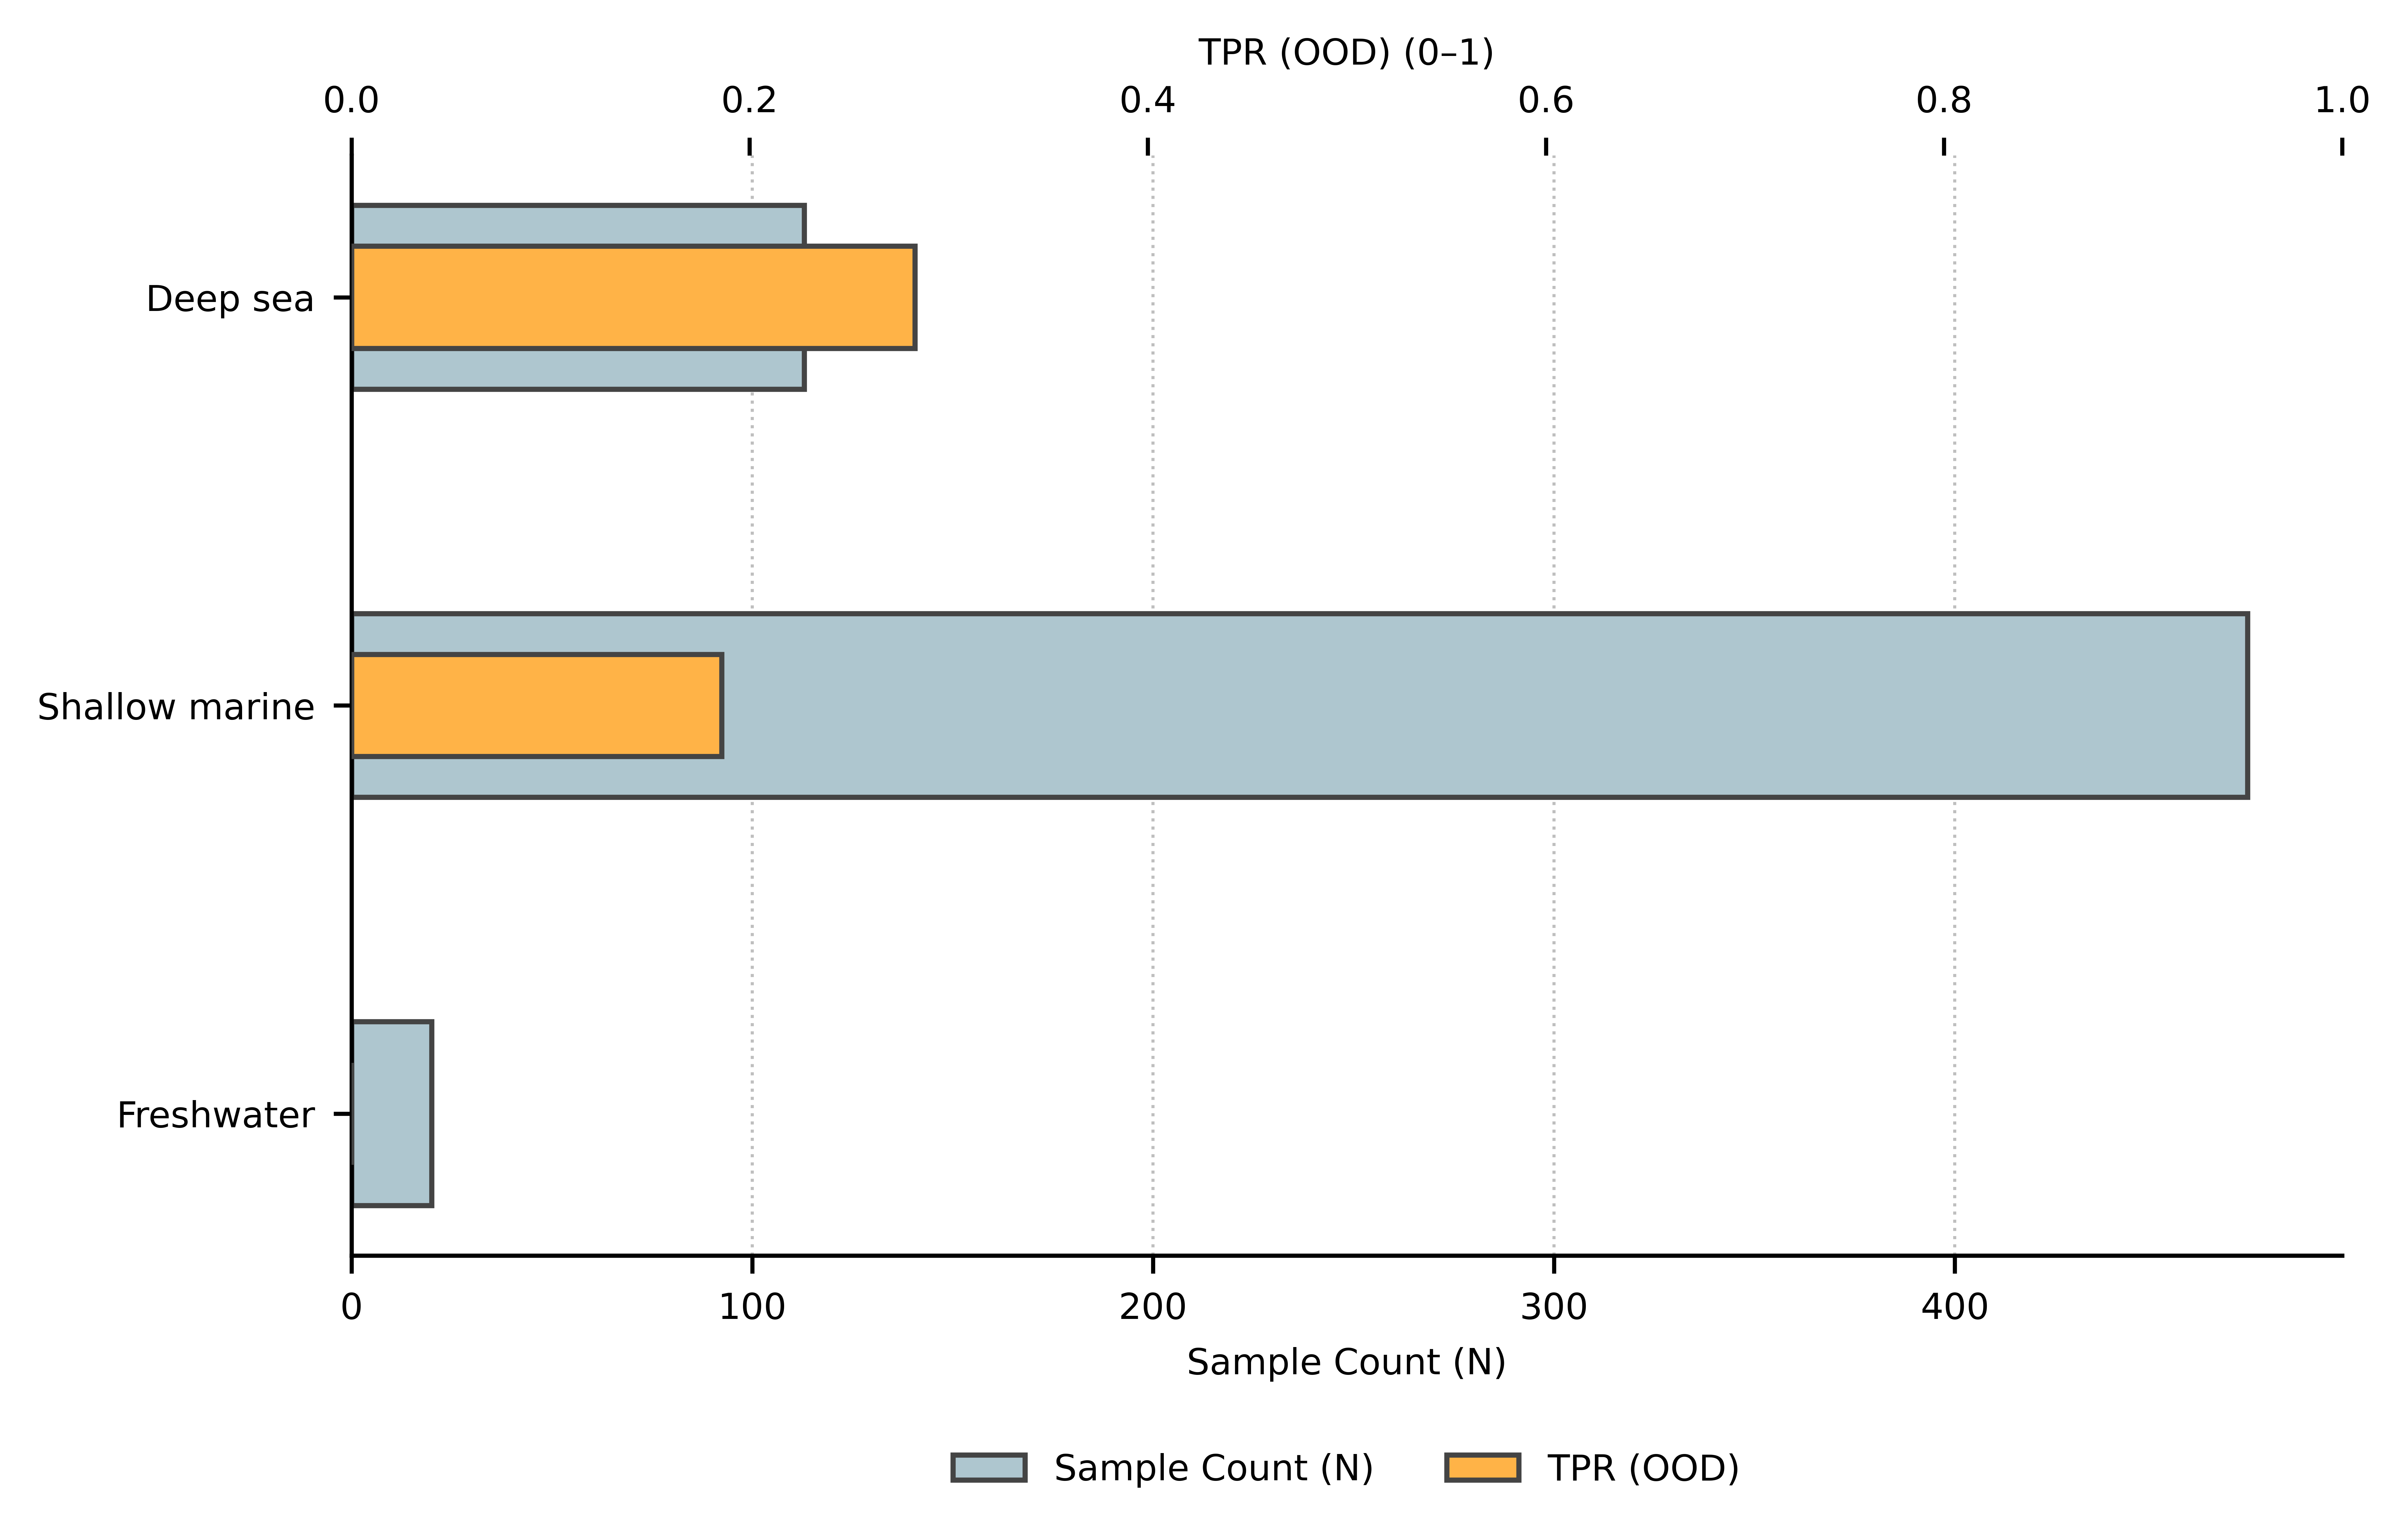 TPR (OOD) (0–1)
0.0 0.2 0.4 0.6 0.8 1.0
Deep sea
Shallow marine
Freshwater
0 100 200 300 400
Sample Count (N)
Sample Count (N) TPR (OOD)